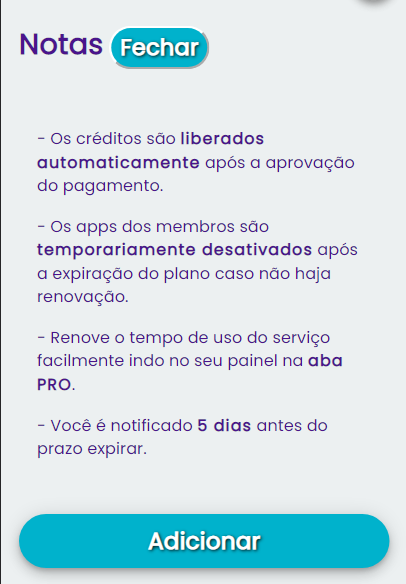 Notas Fechar
- Os créditos são liberados
automaticamente após a aprovação
do pagamento.
- Os apps dos membros são
temporariamente desativados após
a expiração do plano caso não haja
renovação.
- Renove o tempo de uso do serviço
facilmente indo no seu painel na aba
PRO.
- Você é notificado 5 dias antes do
prazo expirar.
Adicionar